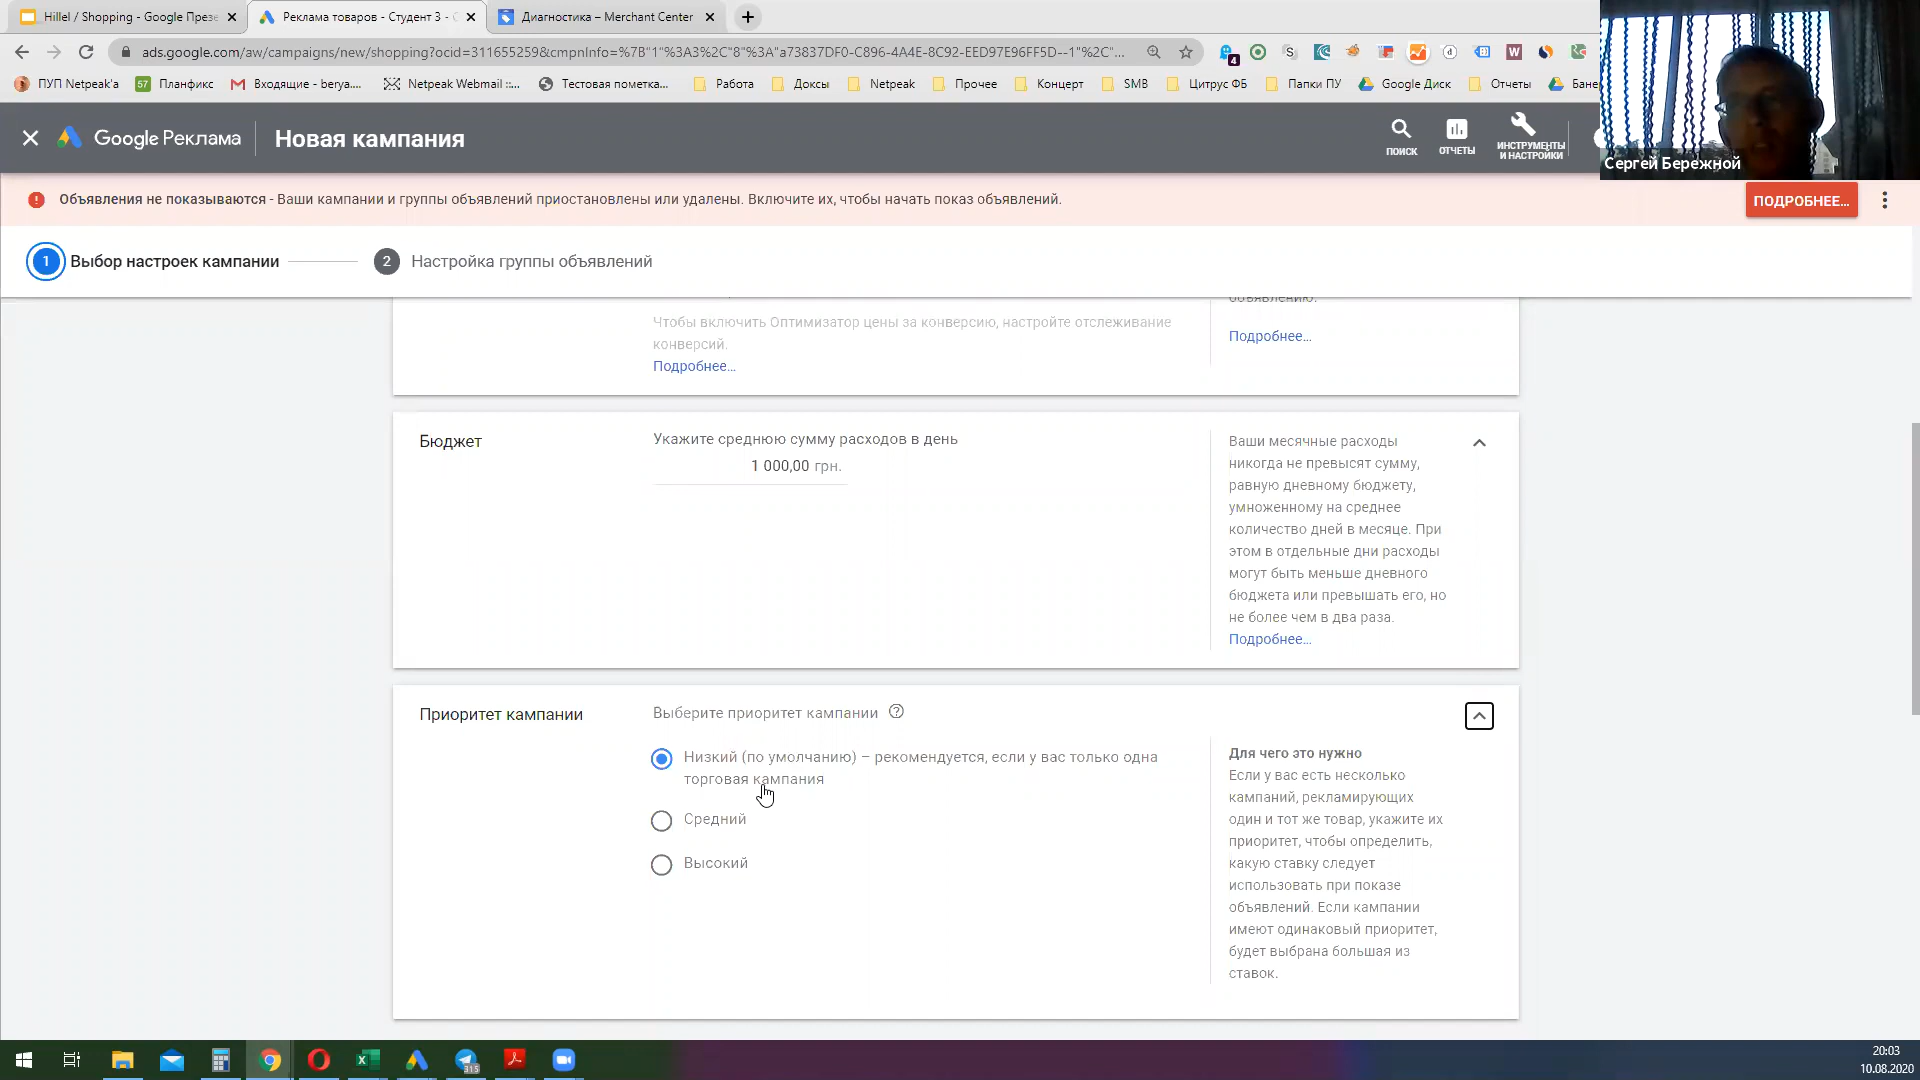 Hillel / Shopping - Google Презе
Реклама товаров - Студент 3 - G
Диагностика – Merchant Center
ads.google.com/aw/campaigns/new/shopping?ocid=311655259&cmpnInfo=%7B"1"%3A3%2C"8"%3A"a73837DF0-C896-4A4E-8C92-EED97E96FF5D--1"%2C"...
ПУП Netpeak'а
57
Планфикс
Входящие - berya...
Netpeak Webmail ::...
Тестовая пометка...
Работа
Доксы
Netpeak
Прочее
Концерт
SMB
Цитрус ФБ
Папки ПУ
Google Диск
Отчеты
Бане
Google Реклама
Новая кампания
ПОИСК
ОТЧЕТЫ
ИНСТРУМЕНТЫ
И НАСТРОЙКИ
Сергей Бережной
Объявления не показываются - Ваши кампании и группы объявлений приостановлены или удалены. Включите их, чтобы начать показ объявлений.
ПОДРОБНЕЕ...
1 Выбор настроек кампании
2 Настройка группы объявлений
объявлению.
Чтобы включить Оптимизатор цены за конверсию, настройте отслеживание
конверсий.
Подробнее...
Подробнее...
Бюджет
Укажите среднюю сумму расходов в день
1 000,00 грн.
Ваши месячные расходы
никогда не превысят сумму,
равную дневному бюджету,
умноженному на среднее
количество дней в месяце. При
этом в отдельные дни расходы
могут быть меньше дневного
бюджета или превышать его, но
не более чем в два раза.
Подробнее...
Приоритет кампании
Выберите приоритет кампании
Низкий (по умолчанию) – рекомендуется, если у вас только одна
торговая кампания
Средний
Высокий
Для чего это нужно
Если у вас есть несколько
кампаний, рекламирующих
один и тот же товар, укажите их
приоритет, чтобы определить,
какую ставку следует
использовать при показе
объявлений. Если кампании
имеют одинаковый приоритет,
будет выбрана большая из
ставок.
315
20:03
10.08.2020